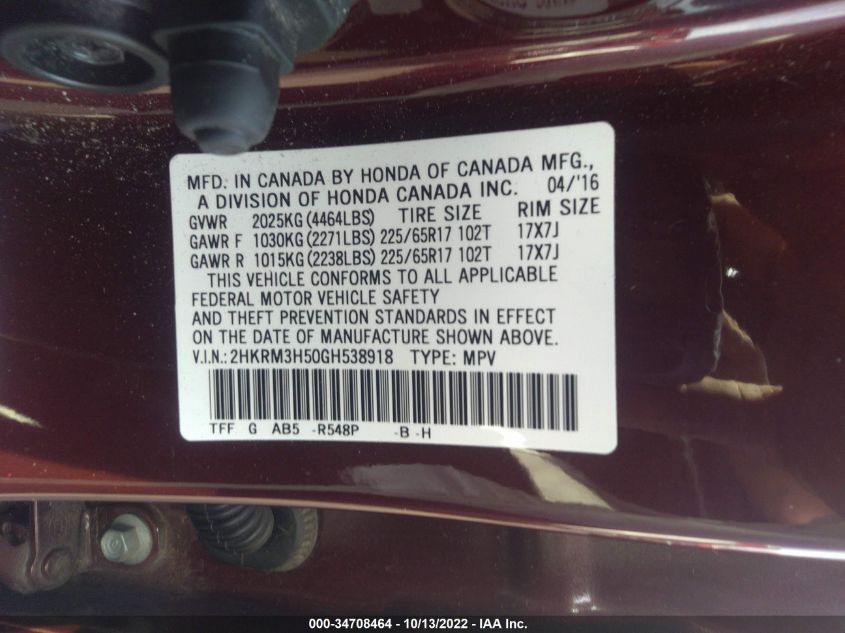 MFD. IN CANADA BY HONDA OF CANADA MFG.,
A DIVISION OF HONDA CANADA INC. 04/'16
GVWR 2025KG (4464LBS) TIRE SIZE RIM SIZE
GAWR F 1030KG (2271LBS) 225/65R17 102T 17X7J
GAWR R 1015KG (2238LBS) 225/65R17 102T 17X7J
THIS VEHICLE CONFORMS TO ALL APPLICABLE
FEDERAL MOTOR VEHICLE SAFETY
AND THEFT PREVENTION STANDARDS IN EFFECT
ON THE DATE OF MANUFACTURE SHOWN ABOVE.
V.I.N.: 2HKRM3H50GH538918 TYPE: MPV
TFF G AB5 -R548P -B -H
000-34708464 - 10/13/2022 - IAA Inc.